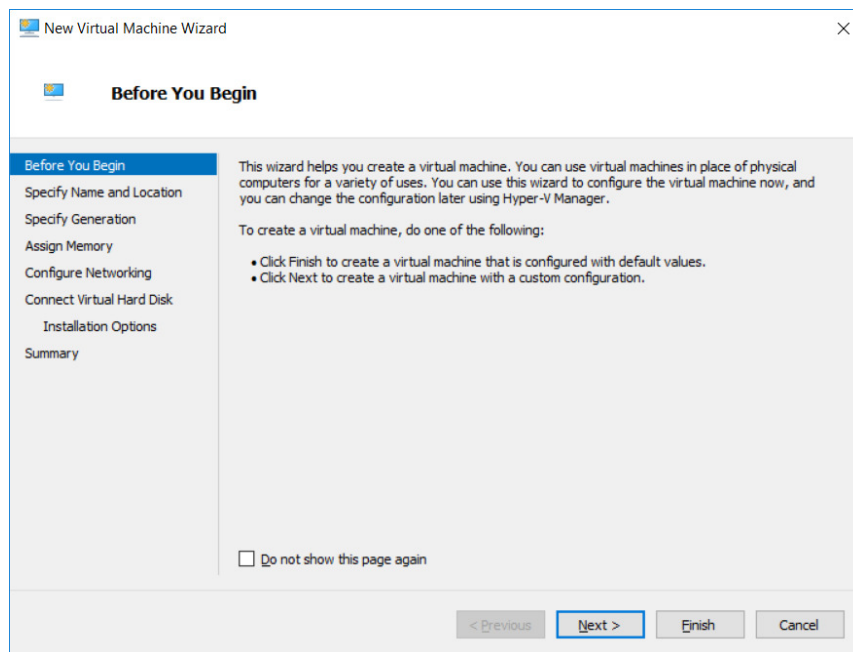 New Virtual Machine Wizard
Before You Begin
Before You Begin
Specify Name and Location
Specify Generation
Assign Memory
Configure Networking
Connect Virtual Hard Disk
Installation Options
Summary
This wizard helps you create a virtual machine. You can use virtual machines in place of physical
computers for a variety of uses. You can use this wizard to configure the virtual machine now, and
you can change the configuration later using Hyper-V Manager.
To create a virtual machine, do one of the following:
• Click Finish to create a virtual machine that is configured with default values.
• Click Next to create a virtual machine with a custom configuration.
Do not show this page again
< Previous
Next >
Finish
Cancel